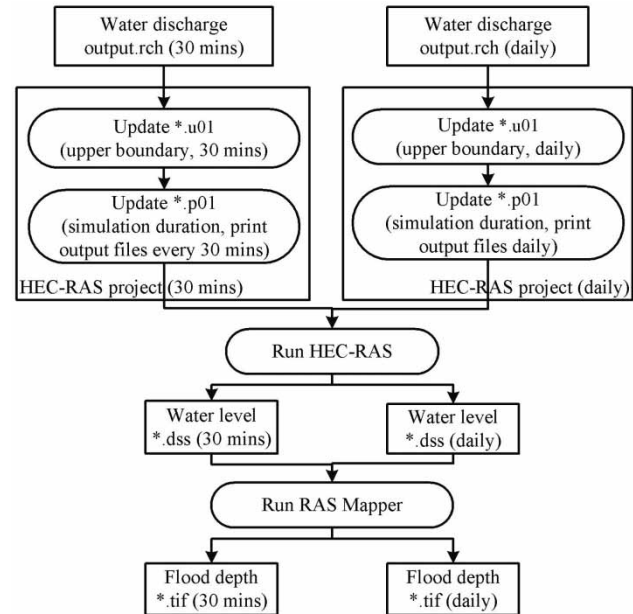 Water discharge
output.rch (30 mins)
Water discharge
output.rch (daily)
Update *.u01
(upper boundary, 30 mins)
Update *.u01
(upper boundary, daily)
Update *.p01
(simulation duration, print
output files every 30 mins)
Update *.p01
(simulation duration, print
output files daily)
HEC-RAS project (30 mins)
HEC-RAS project (daily)
Run HEC-RAS
Water level
*.dss (30 mins)
Water level
*.dss (daily)
Run RAS Mapper
Flood depth
*.tif (30 mins)
Flood depth
*.tif (daily)